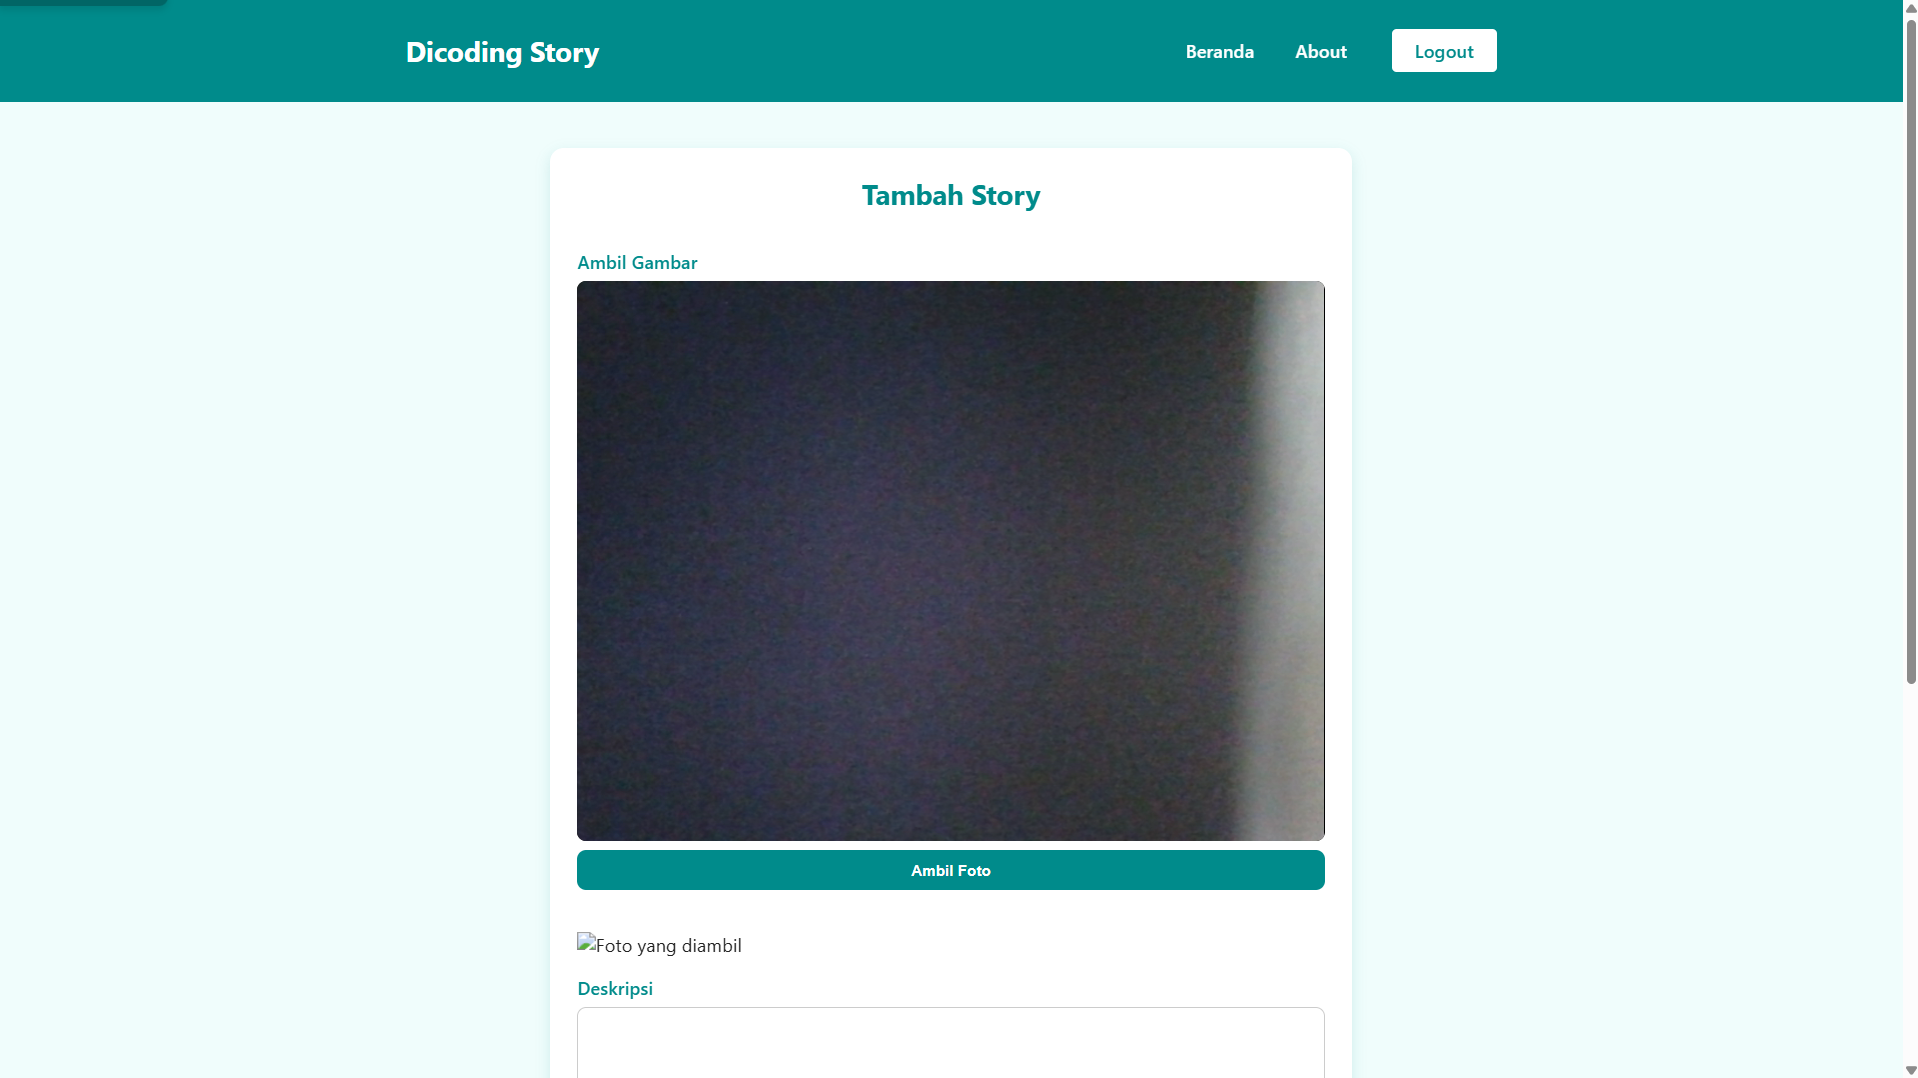 Dicoding Story
Beranda
About
Logout
Tambah Story
Ambil Gambar
Ambil Foto
Foto yang diambil
Deskripsi